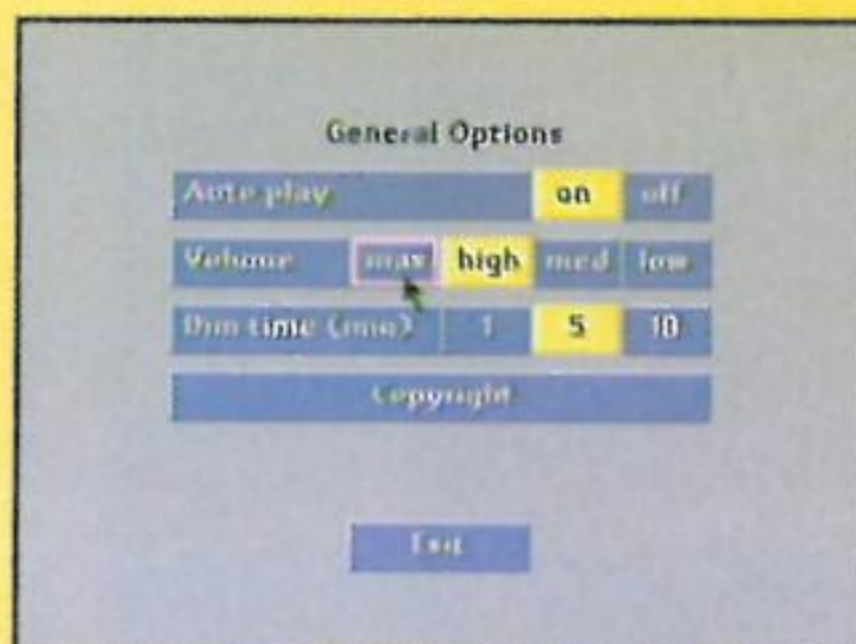 General Options
Auto play on off
Volume max high med low
Dim time (min) 1 5 10
Copyright
Exit